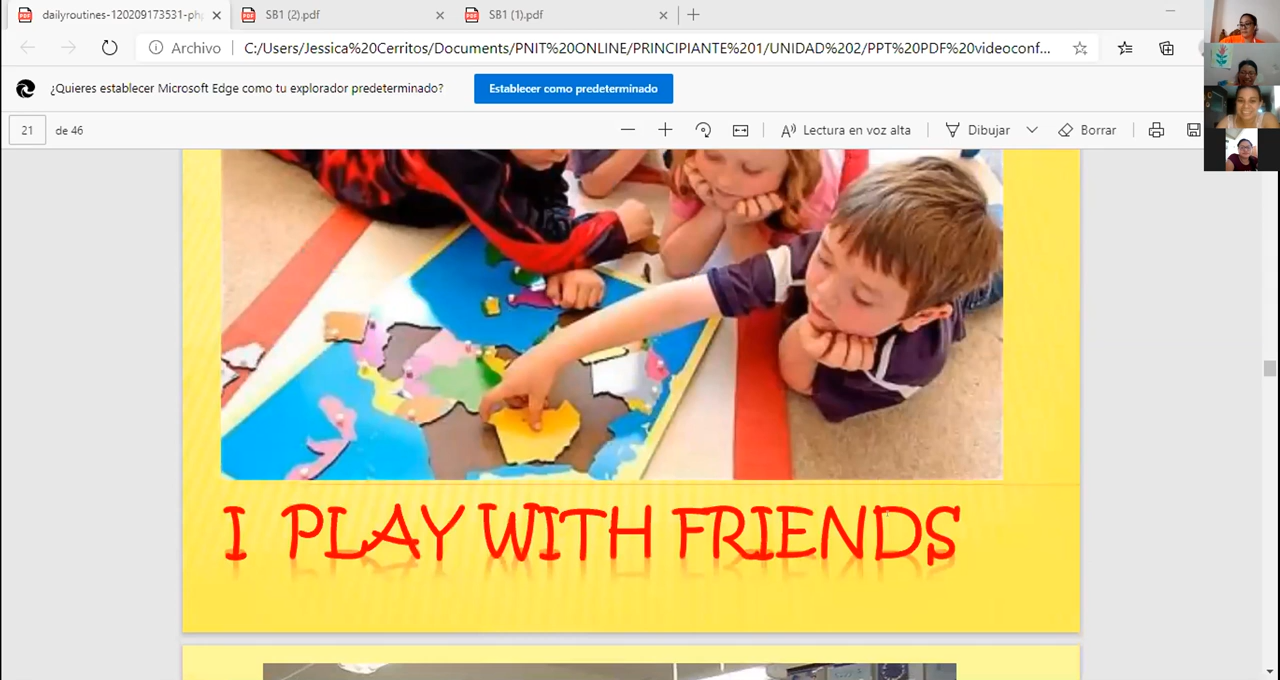 dailyroutines-120209173531-php
SB1 (2).pdf
SB1 (1).pdf
Archivo
C:/Users/Jessica%20Cerritos/Documents/PNIT%20ONLINE/PRINCIPIANTE%201/UNIDAD%202/PPT%20PDF%20videoconf...
¿Quieres establecer Microsoft Edge como tu explorador predeterminado?
Establecer como predeterminado
21 de 46
Lectura en voz alta
Dibujar
Borrar
I PLAY WITH FRIENDS